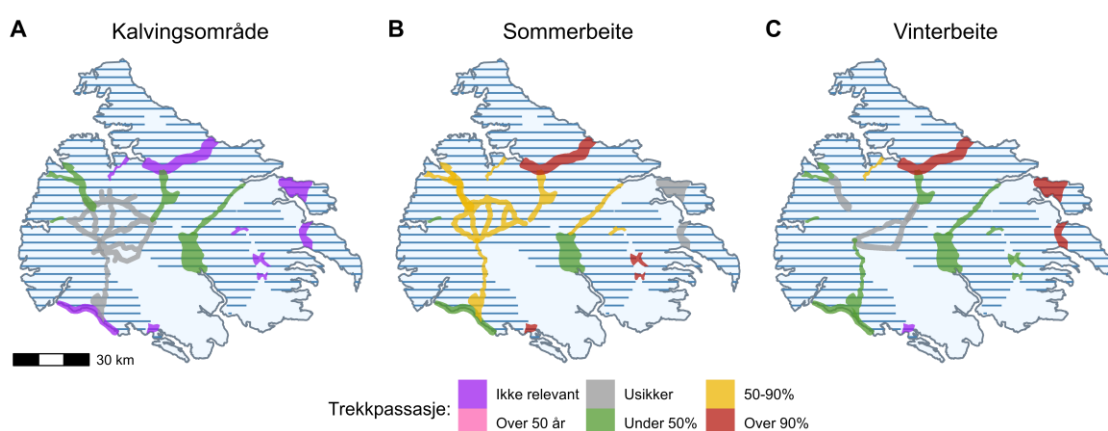 A Kalvingsområde B Sommerbeite C Vinterbeite
30 km
Trekkpassasje:
Ikke relevant Usikker 50-90%
Over 50 år Under 50% Over 90%